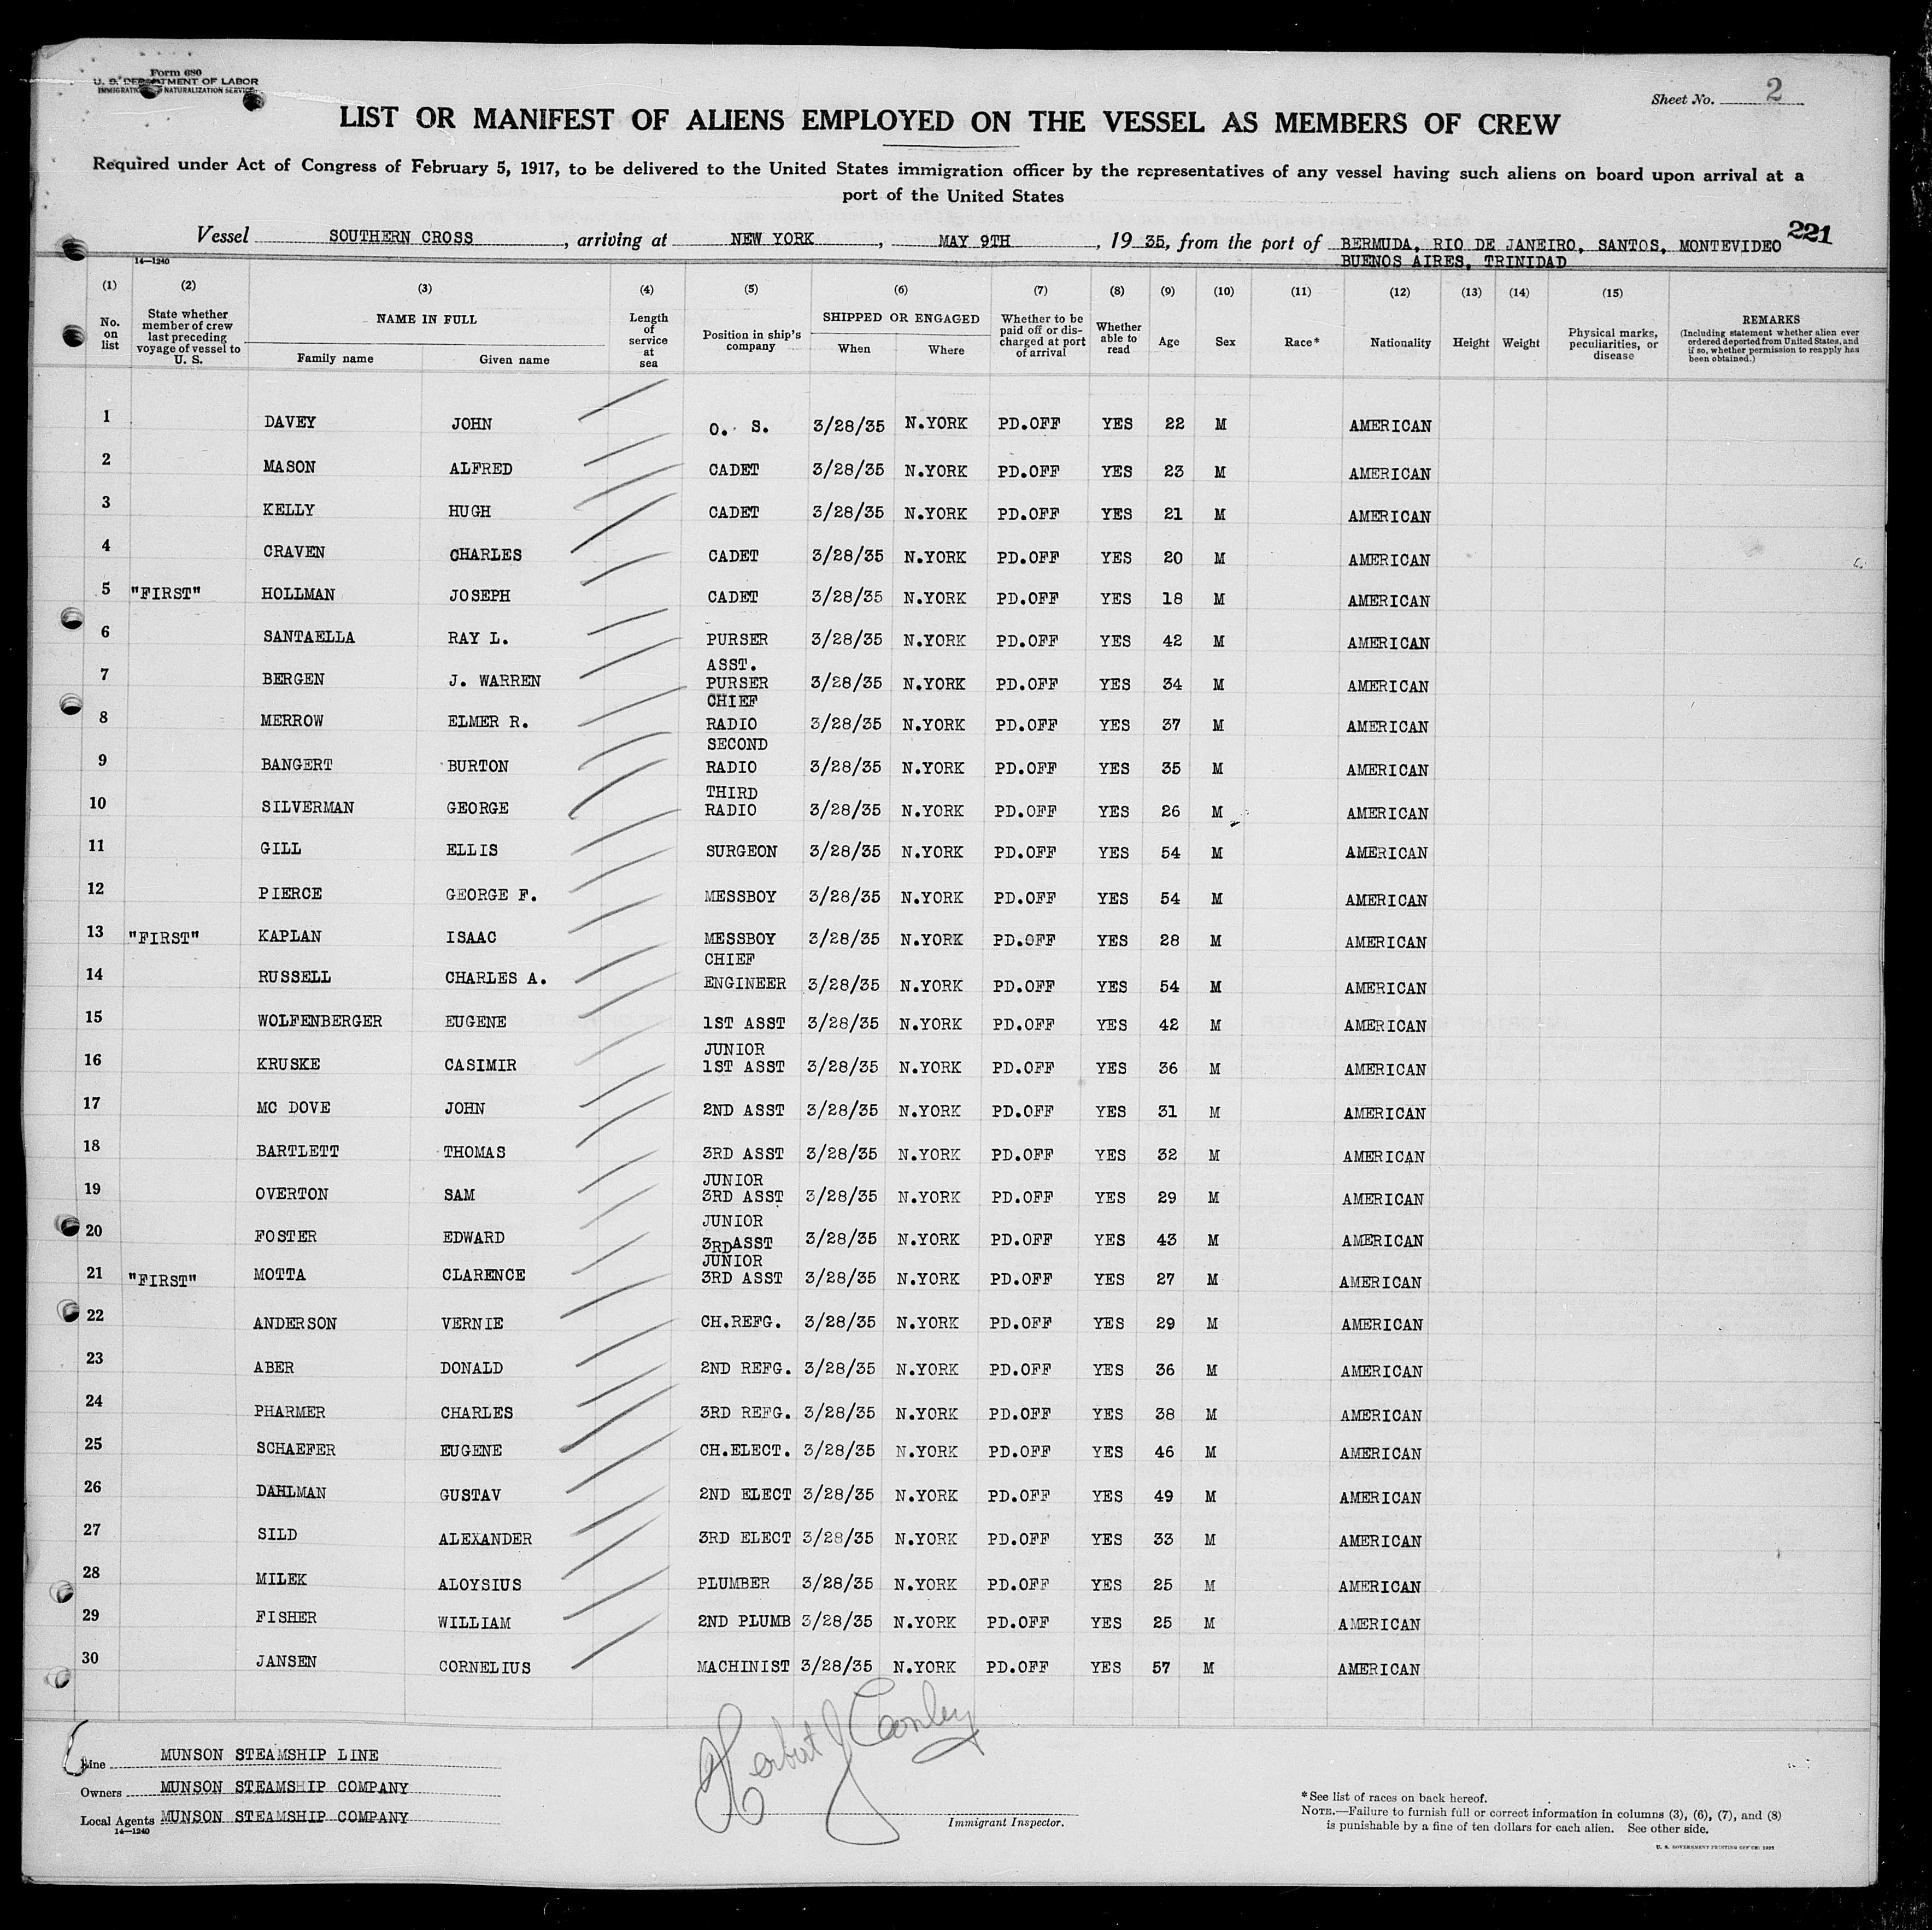 Form 680
U. S. DEPARTMENT OF LABOR
IMMIGRATION NATURALIZATION SERVICE
Sheet No. 2
LIST OR MANIFEST OF ALIENS EMPLOYED ON THE VESSEL AS MEMBERS OF CREW
Required under Act of Congress of February 5, 1917, to be delivered to the United States immigration officer by the representatives of any vessel having such aliens on board upon arrival at a
port of the United States
221
Vessel SOUTHERN CROSS, arriving at NEW YORK, MAY 9TH, 19 35, from the port of BERMUDA, RIO DE JANEIRO, SANTOS, MONTEVIDEO
BUENOS AIRES, TRINIDAD
14—1240
(1) (2) (3) (4) (5) (6) (7) (8) (9) (10) (11) (12) (13) (14) (15)
No. on list
State whether member of crew last preceding voyage of vessel to U. S.
NAME IN FULL
Family name Given name
Length of service at sea
Position in ship's company
SHIPPED OR ENGAGED
When Where
Whether to be paid off or discharged at port of arrival
Whether able to read
Age
Sex
Race*
Nationality
Height
Weight
Physical marks, peculiarities, or disease
REMARKS
(Including statement whether alien ever ordered deported from United States, and if so, whether permission to reapply has been obtained.)
1 DAVEY JOHN O. S. 3/28/35 N.YORK PD.OFF YES 22 M AMERICAN
2 MASON ALFRED CADET 3/28/35 N.YORK PD.OFF YES 23 M AMERICAN
3 KELLY HUGH CADET 3/28/35 N.YORK PD.OFF YES 21 M AMERICAN
4 CRAVEN CHARLES CADET 3/28/35 N.YORK PD.OFF YES 20 M AMERICAN
5 "FIRST" HOLLMAN JOSEPH CADET 3/28/35 N.YORK PD.OFF YES 18 M AMERICAN
6 SANTAELLA RAY L. PURSER 3/28/35 N.YORK PD.OFF YES 42 M AMERICAN
7 BERGEN J. WARREN ASST. PURSER 3/28/35 N.YORK PD.OFF YES 34 M AMERICAN
8 MERROW ELMER R. CHIEF RADIO 3/28/35 N.YORK PD.OFF YES 37 M AMERICAN
9 BANGERT BURTON SECOND RADIO 3/28/35 N.YORK PD.OFF YES 35 M AMERICAN
10 SILVERMAN GEORGE THIRD RADIO 3/28/35 N.YORK PD.OFF YES 26 M AMERICAN
11 GILL ELLIS SURGEON 3/28/35 N.YORK PD.OFF YES 54 M AMERICAN
12 PIERCE GEORGE F. MESSBOY 3/28/35 N.YORK PD.OFF YES 54 M AMERICAN
13 "FIRST" KAPLAN ISAAC MESSBOY 3/28/35 N.YORK PD.OFF YES 28 M AMERICAN
14 RUSSELL CHARLES A. CHIEF ENGINEER 3/28/35 N.YORK PD.OFF YES 54 M AMERICAN
15 WOLFENBERGER EUGENE 1ST ASST 3/28/35 N.YORK PD.OFF YES 42 M AMERICAN
16 KRUSKE CASIMIR JUNIOR 1ST ASST 3/28/35 N.YORK PD.OFF YES 36 M AMERICAN
17 MC DOVE JOHN 2ND ASST 3/28/35 N.YORK PD.OFF YES 31 M AMERICAN
18 BARTLETT THOMAS 3RD ASST 3/28/35 N.YORK PD.OFF YES 32 M AMERICAN
19 OVERTON SAM JUNIOR 3RD ASST 3/28/35 N.YORK PD.OFF YES 29 M AMERICAN
20 FOSTER EDWARD JUNIOR 3RDASST 3/28/35 N.YORK PD.OFF YES 43 M AMERICAN
21 "FIRST" MOTTA CLARENCE JUNIOR 3RD ASST 3/28/35 N.YORK PD.OFF YES 27 M AMERICAN
22 ANDERSON VERNIE CH.REFG. 3/28/35 N.YORK PD.OFF YES 29 M AMERICAN
23 ABER DONALD 2ND REFG. 3/28/35 N.YORK PD.OFF YES 36 M AMERICAN
24 PHARMER CHARLES 3RD REFG. 3/28/35 N.YORK PD.OFF YES 38 M AMERICAN
25 SCHAEFER EUGENE CH.ELECT. 3/28/35 N.YORK PD.OFF YES 46 M AMERICAN
26 DAHLMAN GUSTAV 2ND ELECT 3/28/35 N.YORK PD.OFF YES 49 M AMERICAN
27 SILD ALEXANDER 3RD ELECT 3/28/35 N.YORK PD.OFF YES 33 M AMERICAN
28 MILEK ALOYSIUS PLUMBER 3/28/35 N.YORK PD.OFF YES 25 M AMERICAN
29 FISHER WILLIAM 2ND PLUMB 3/28/35 N.YORK PD.OFF YES 25 M AMERICAN
30 JANSEN CORNELIUS MACHINIST 3/28/35 N.YORK PD.OFF YES 57 M AMERICAN
Line MUNSON STEAMSHIP LINE
Owners MUNSON STEAMSHIP COMPANY
Local Agents MUNSON STEAMSHIP COMPANY
14—1240
Herbert J Conley
Immigrant Inspector.
*See list of races on back hereof.
NOTE.—Failure to furnish full or correct information in columns (3), (6), (7), and (8)
is punishable by a fine of ten dollars for each alien. See other side.
U. S. GOVERNMENT PRINTING OFFICE: